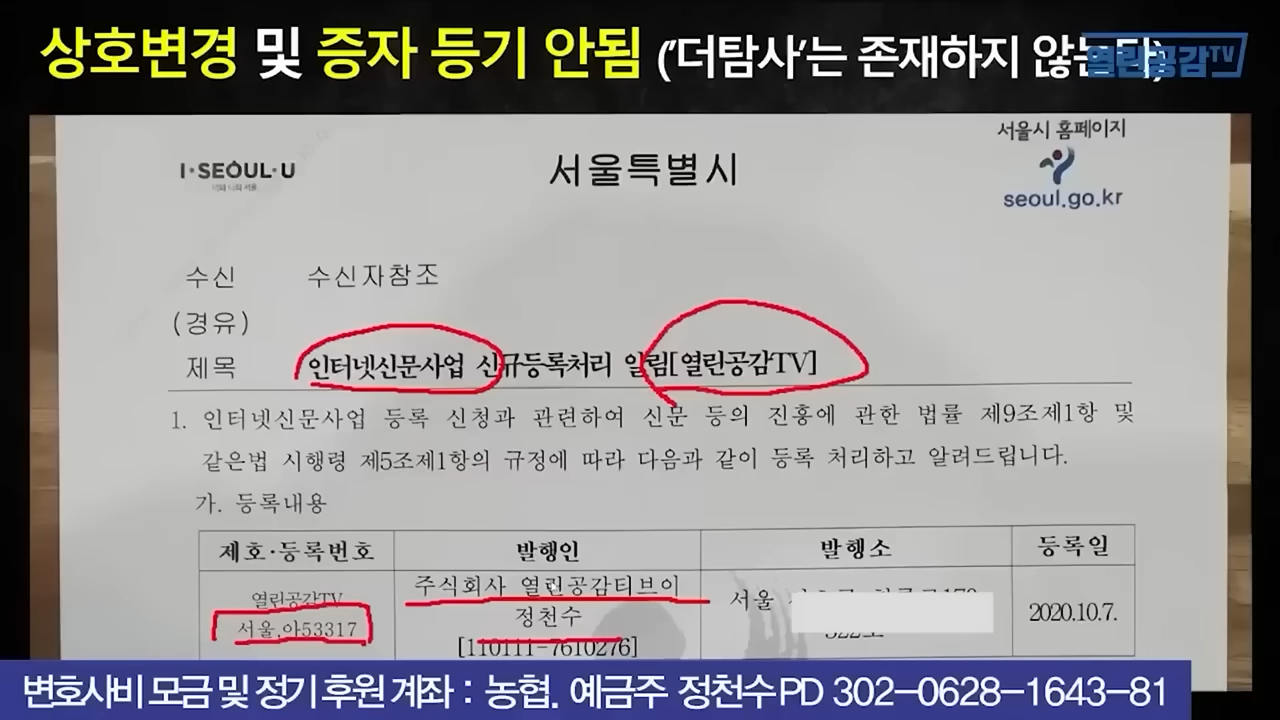 상호변경 및 증자 등기 안됨 ('더탐사'는 존재하지 않는다)
열린공감TV
서울시 홈페이지
I·SEOUL·U
너와 나의 서울
서울특별시
seoul.go.kr
수신 수신자참조
(경유)
제목 인터넷신문사업 신규등록처리 알림[열린공감TV]
1. 인터넷신문사업 등록 신청과 관련하여 신문 등의 진흥에 관한 법률 제9조제1항 및
같은법 시행령 제5조제1항의 규정에 따라 다음과 같이 등록 처리하고 알려드립니다.
가. 등록내용
제호·등록번호 발행인 발행소 등록일
열린공감TV
서울,아53317
주식회사 열린공감티브이
정천수
[110111-7610276]
서울
2020.10.7.
변호사비 모금 및 정기 후원 계좌 : 농협. 예금주 정천수PD 302-0628-1643-81